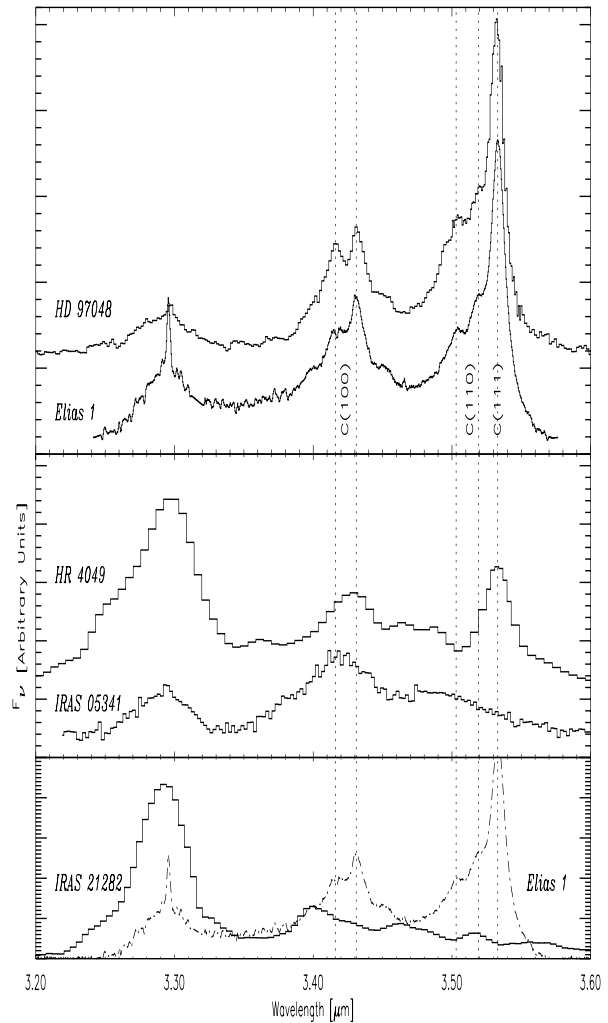 HD 97048
Elias 1
C(100)
C(110)
C(111)
HR 4049
IRAS 05341
Fν [Arbitrary Units]
IRAS 21282
Elias 1
3.20 3.30 3.40 3.50 3.60
Wavelength [μm]